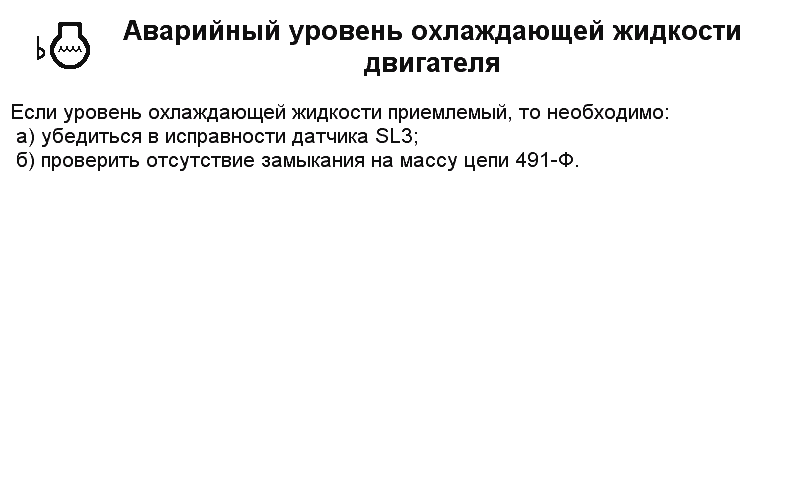 Аварийный уровень охлаждающей жидкости
двигателя
Если уровень охлаждающей жидкости приемлемый, то необходимо:
а) убедиться в исправности датчика SL3;
б) проверить отсутствие замыкания на массу цепи 491-Ф.